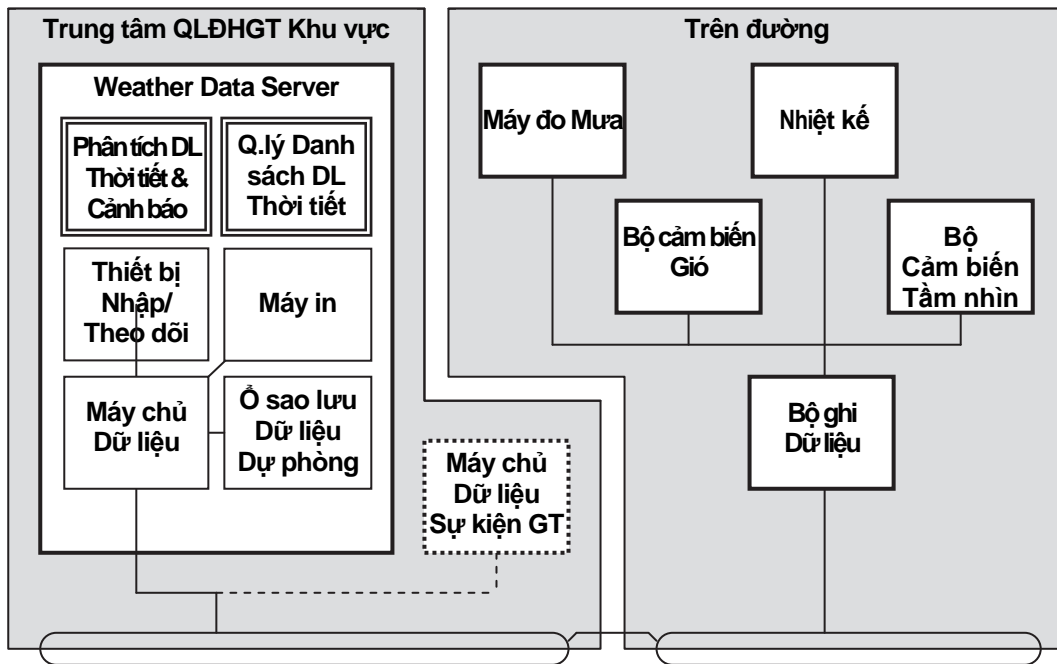 Trung tâm QLĐHGT Khu vực
Weather Data Server
Phân tích DL
Thời tiết &
Cảnh báo
Q.lý Danh
sách DL
Thời tiết
Thiết bị
Nhập/
Theo dõi
Máy in
Máy chủ
Dữ liệu
Ổ sao lưu
Dữ liệu
Dự phòng
Máy chủ
Dữ liệu
Sự kiện GT
Trên đường
Máy đo Mưa
Nhiệt kế
Bộ cảm biến
Gió
Bộ
Cảm biến
Tầm nhìn
Bộ ghi
Dữ liệu